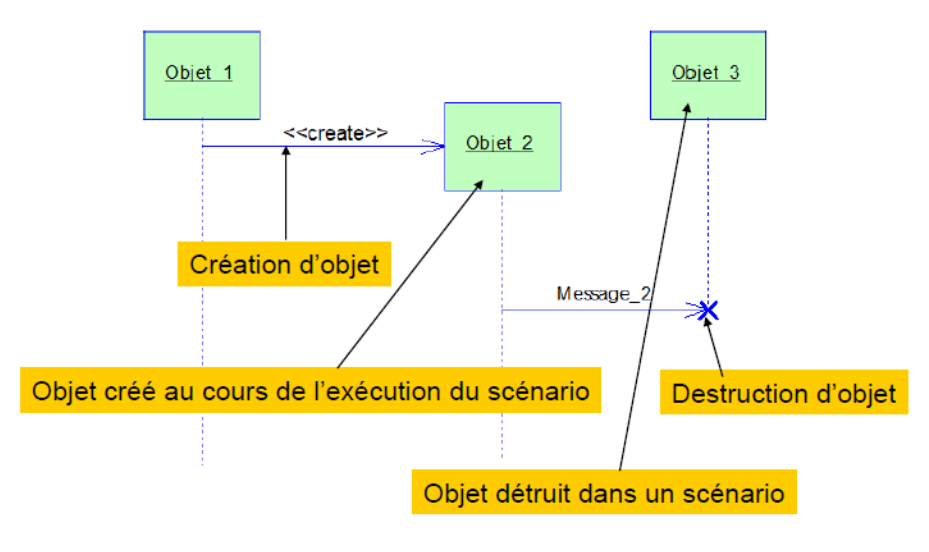 Objet_1
Objet_3
<<create>>
Objet_2
Création d’objet
Message_2
Objet créé au cours de l’exécution du scénario
Destruction d’objet
Objet détruit dans un scénario